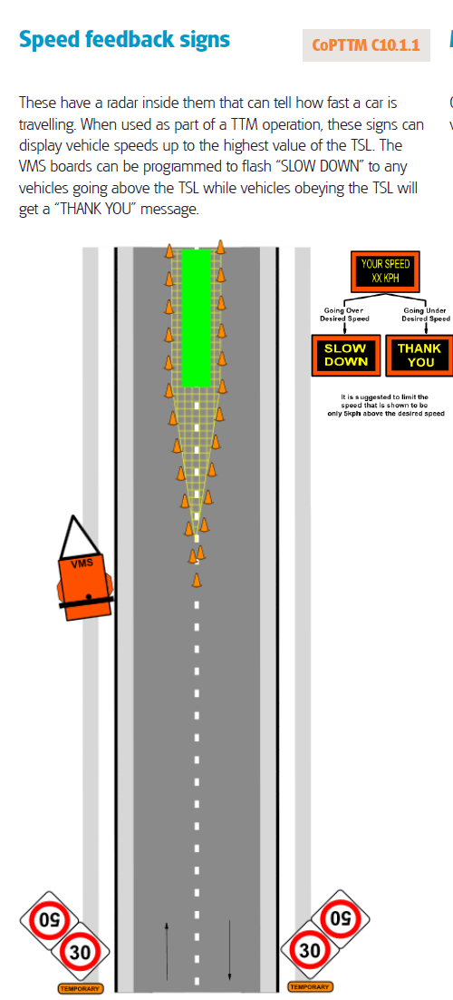 Speed feedback signs
CoPTTM C10.1.1
These have a radar inside them that can tell how fast a car is
travelling. When used as part of a TTM operation, these signs can
display vehicle speeds up to the highest value of the TSL. The
VMS boards can be programmed to flash “SLOW DOWN” to any
vehicles going above the TSL while vehicles obeying the TSL will
get a “THANK YOU” message.
YOUR SPEED
XX KPH
Going Over
Desired Speed
Going Under
Desired Speed
SLOW
DOWN
THANK
YOU
It is suggested to limit the
speed that is shown to be
only 5kph above the desired speed
VMS
50
30
TEMPORARY
50
30
TEMPORARY